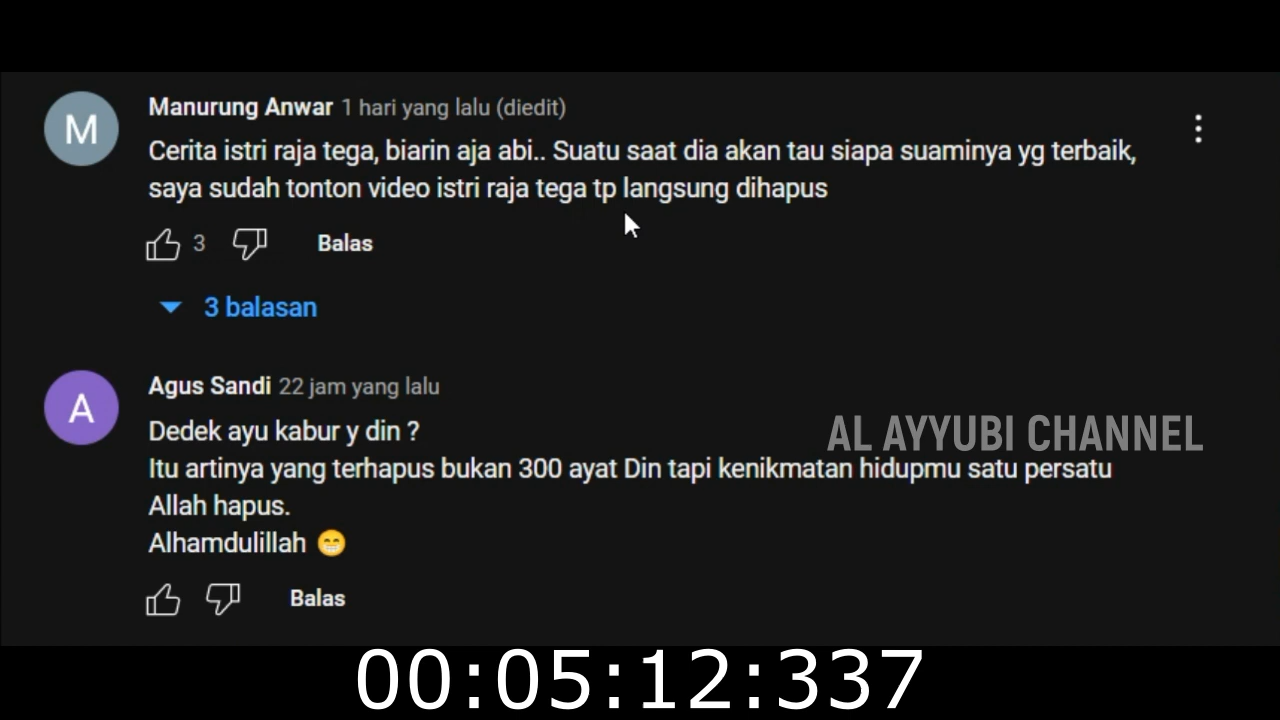 M
Manurung Anwar 1 hari yang lalu (diedit)
Cerita istri raja tega, biarin aja abi.. Suatu saat dia akan tau siapa suaminya yg terbaik,
saya sudah tonton video istri raja tega tp langsung dihapus
3 Balas
3 balasan
A
Agus Sandi 22 jam yang lalu
Dedek ayu kabur y din ?
AL AYYUBI CHANNEL
Itu artinya yang terhapus bukan 300 ayat Din tapi kenikmatan hidupmu satu persatu
Allah hapus.
Alhamdulillah 😁
Balas
00:05:12:337